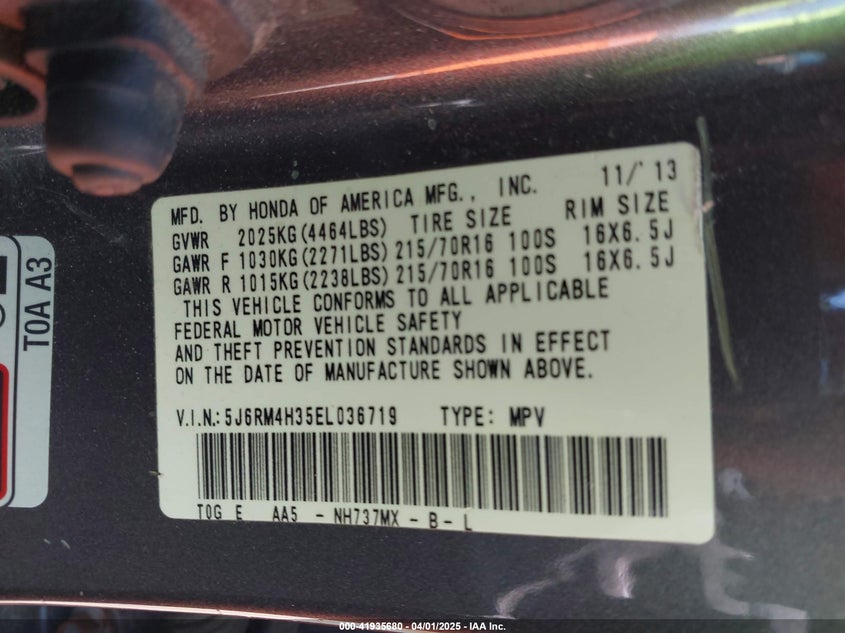 MFD. BY HONDA OF AMERICA MFG., INC. 11/'13
GVWR 2025KG(4464LBS) TIRE SIZE RIM SIZE
GAWR F 1030KG(2271LBS)215/70R16 100S 16X6.5J
GAWR R 1015KG(2238LBS)215/70R16 100S 16X6.5J
THIS VEHICLE CONFORMS TO ALL APPLICABLE
FEDERAL MOTOR VEHICLE SAFETY
AND THEFT PREVENTION STANDARDS IN EFFECT
ON THE DATE OF MANUFACTURE SHOWN ABOVE.
V.I.N.: 5J6RM4H35EL036719 TYPE: MPV
T0G E AA5 - NH737MX - B - L
T0A A3
000-41935680 - 04/01/2025 - IAA Inc.